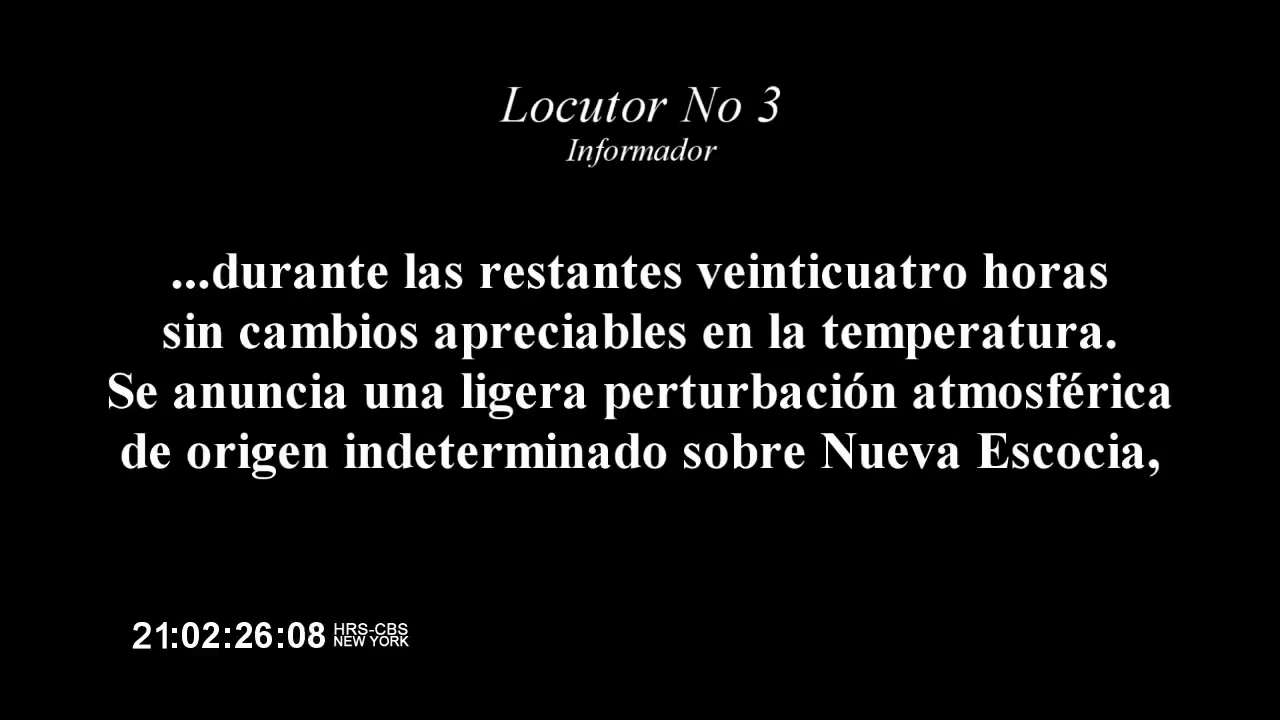 Locutor No 3
Informador
...durante las restantes veinticuatro horas
sin cambios apreciables en la temperatura.
Se anuncia una ligera perturbación atmosférica
de origen indeterminado sobre Nueva Escocia,
21:02:26:08 HRS-CBS
NEW YORK